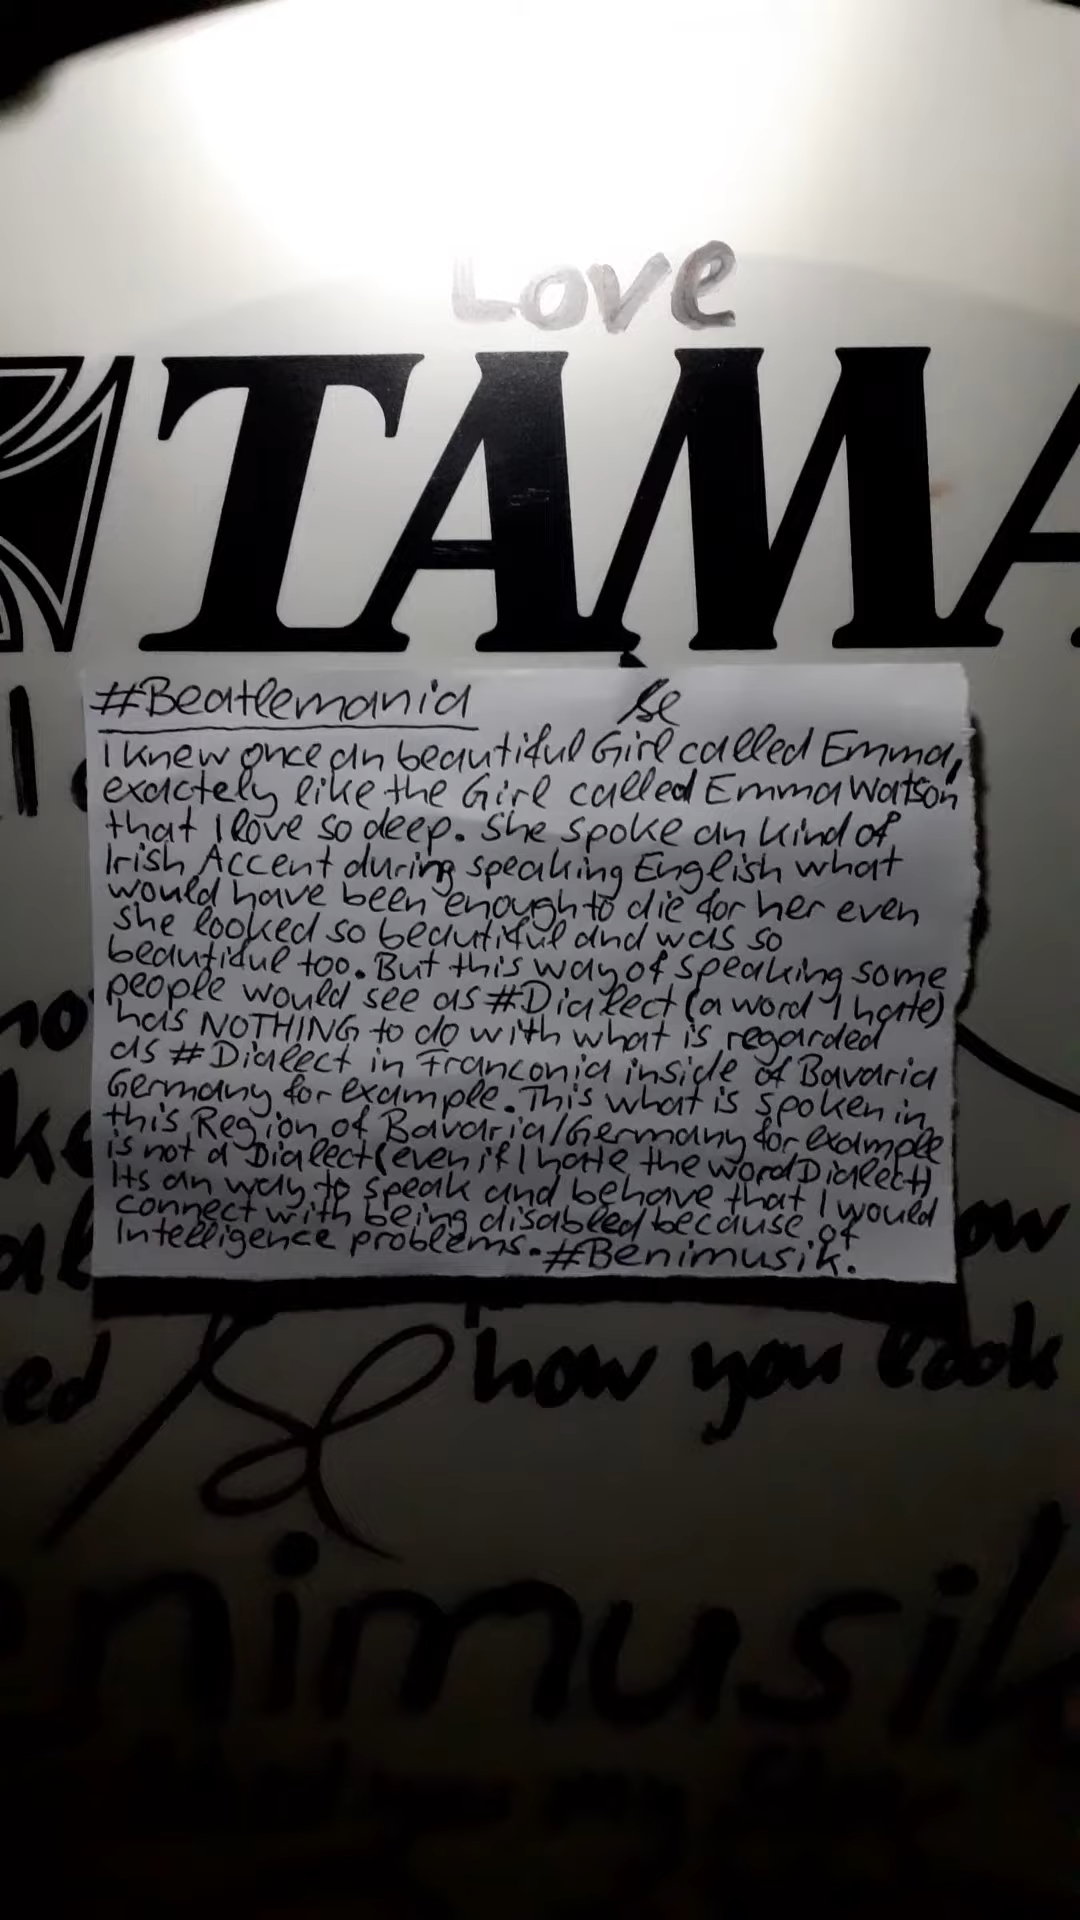 Love
TAMA
#Beatlemania
I knew once an beautiful Girl called Emma,
exactely like the Girl called Emma Watson
that I love so deep. She spoke an kind of
Irish Accent during speaking English what
would have been enough to die for her even
she looked so beautiful and was so
beautiful too. But this way of speaking some
people would see as #Dialect (a word I hate)
has NOTHING to do with what is regarded
as #Dialect in Franconia inside of Bavaria
Germany for example. This what is spoken in
this Region of Bavaria/Germany for example
is not a Dialect (even if I hate the word Dialect)
Its an way to speak and behave that I would
connect with being disabled because of
Intelligence problems.-#Benimusik.
how you look
enimusik